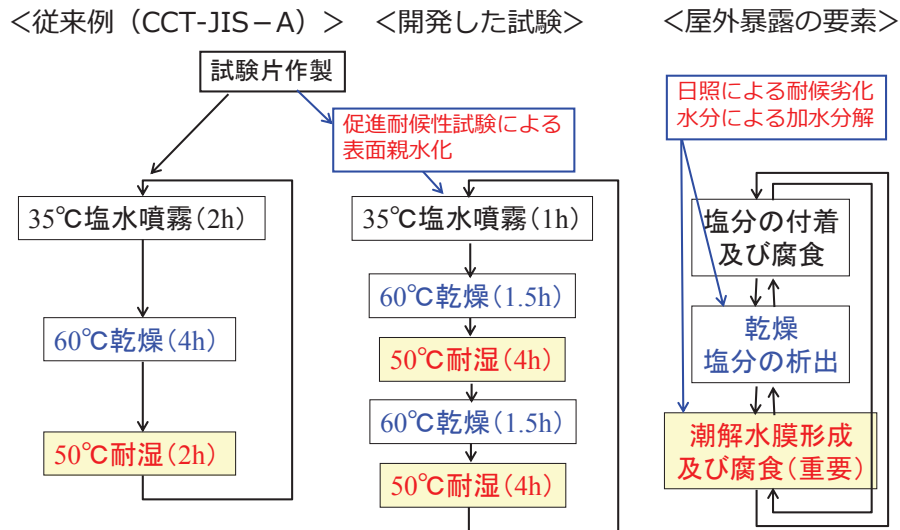 ＜従来例（CCT-JIS－A）＞
＜開発した試験＞
＜屋外暴露の要素＞
試験片作製
促進耐候性試験による
表面親水化
日照による耐候劣化
水分による加水分解
35℃塩水噴霧(2h)
60℃乾燥(4h)
50℃耐湿(2h)
35℃塩水噴霧(1h)
60℃乾燥(1.5h)
50℃耐湿(4h)
60℃乾燥(1.5h)
50℃耐湿(4h)
塩分の付着
及び腐食
乾燥
塩分の析出
潮解水膜形成
及び腐食(重要)